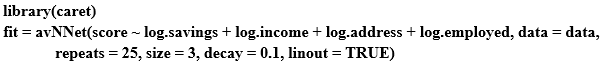 library(caret)
fit = avNNet(score ~ log.savings + log.income + log.address + log.employed, data = data,
repeats = 25, size = 3, decay = 0.1, linout = TRUE)